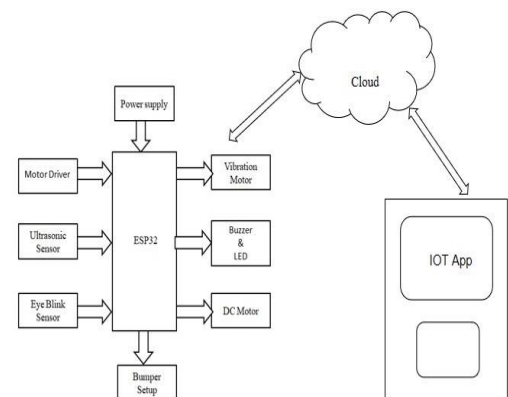 Cloud
Power supply
Motor Driver
Vibration
Motor
Ultrasonic
Sensor
ESP32
Buzzer
&
LED
IOT App
Eye Blink
Sensor
DC Motor
Bumper
Setup